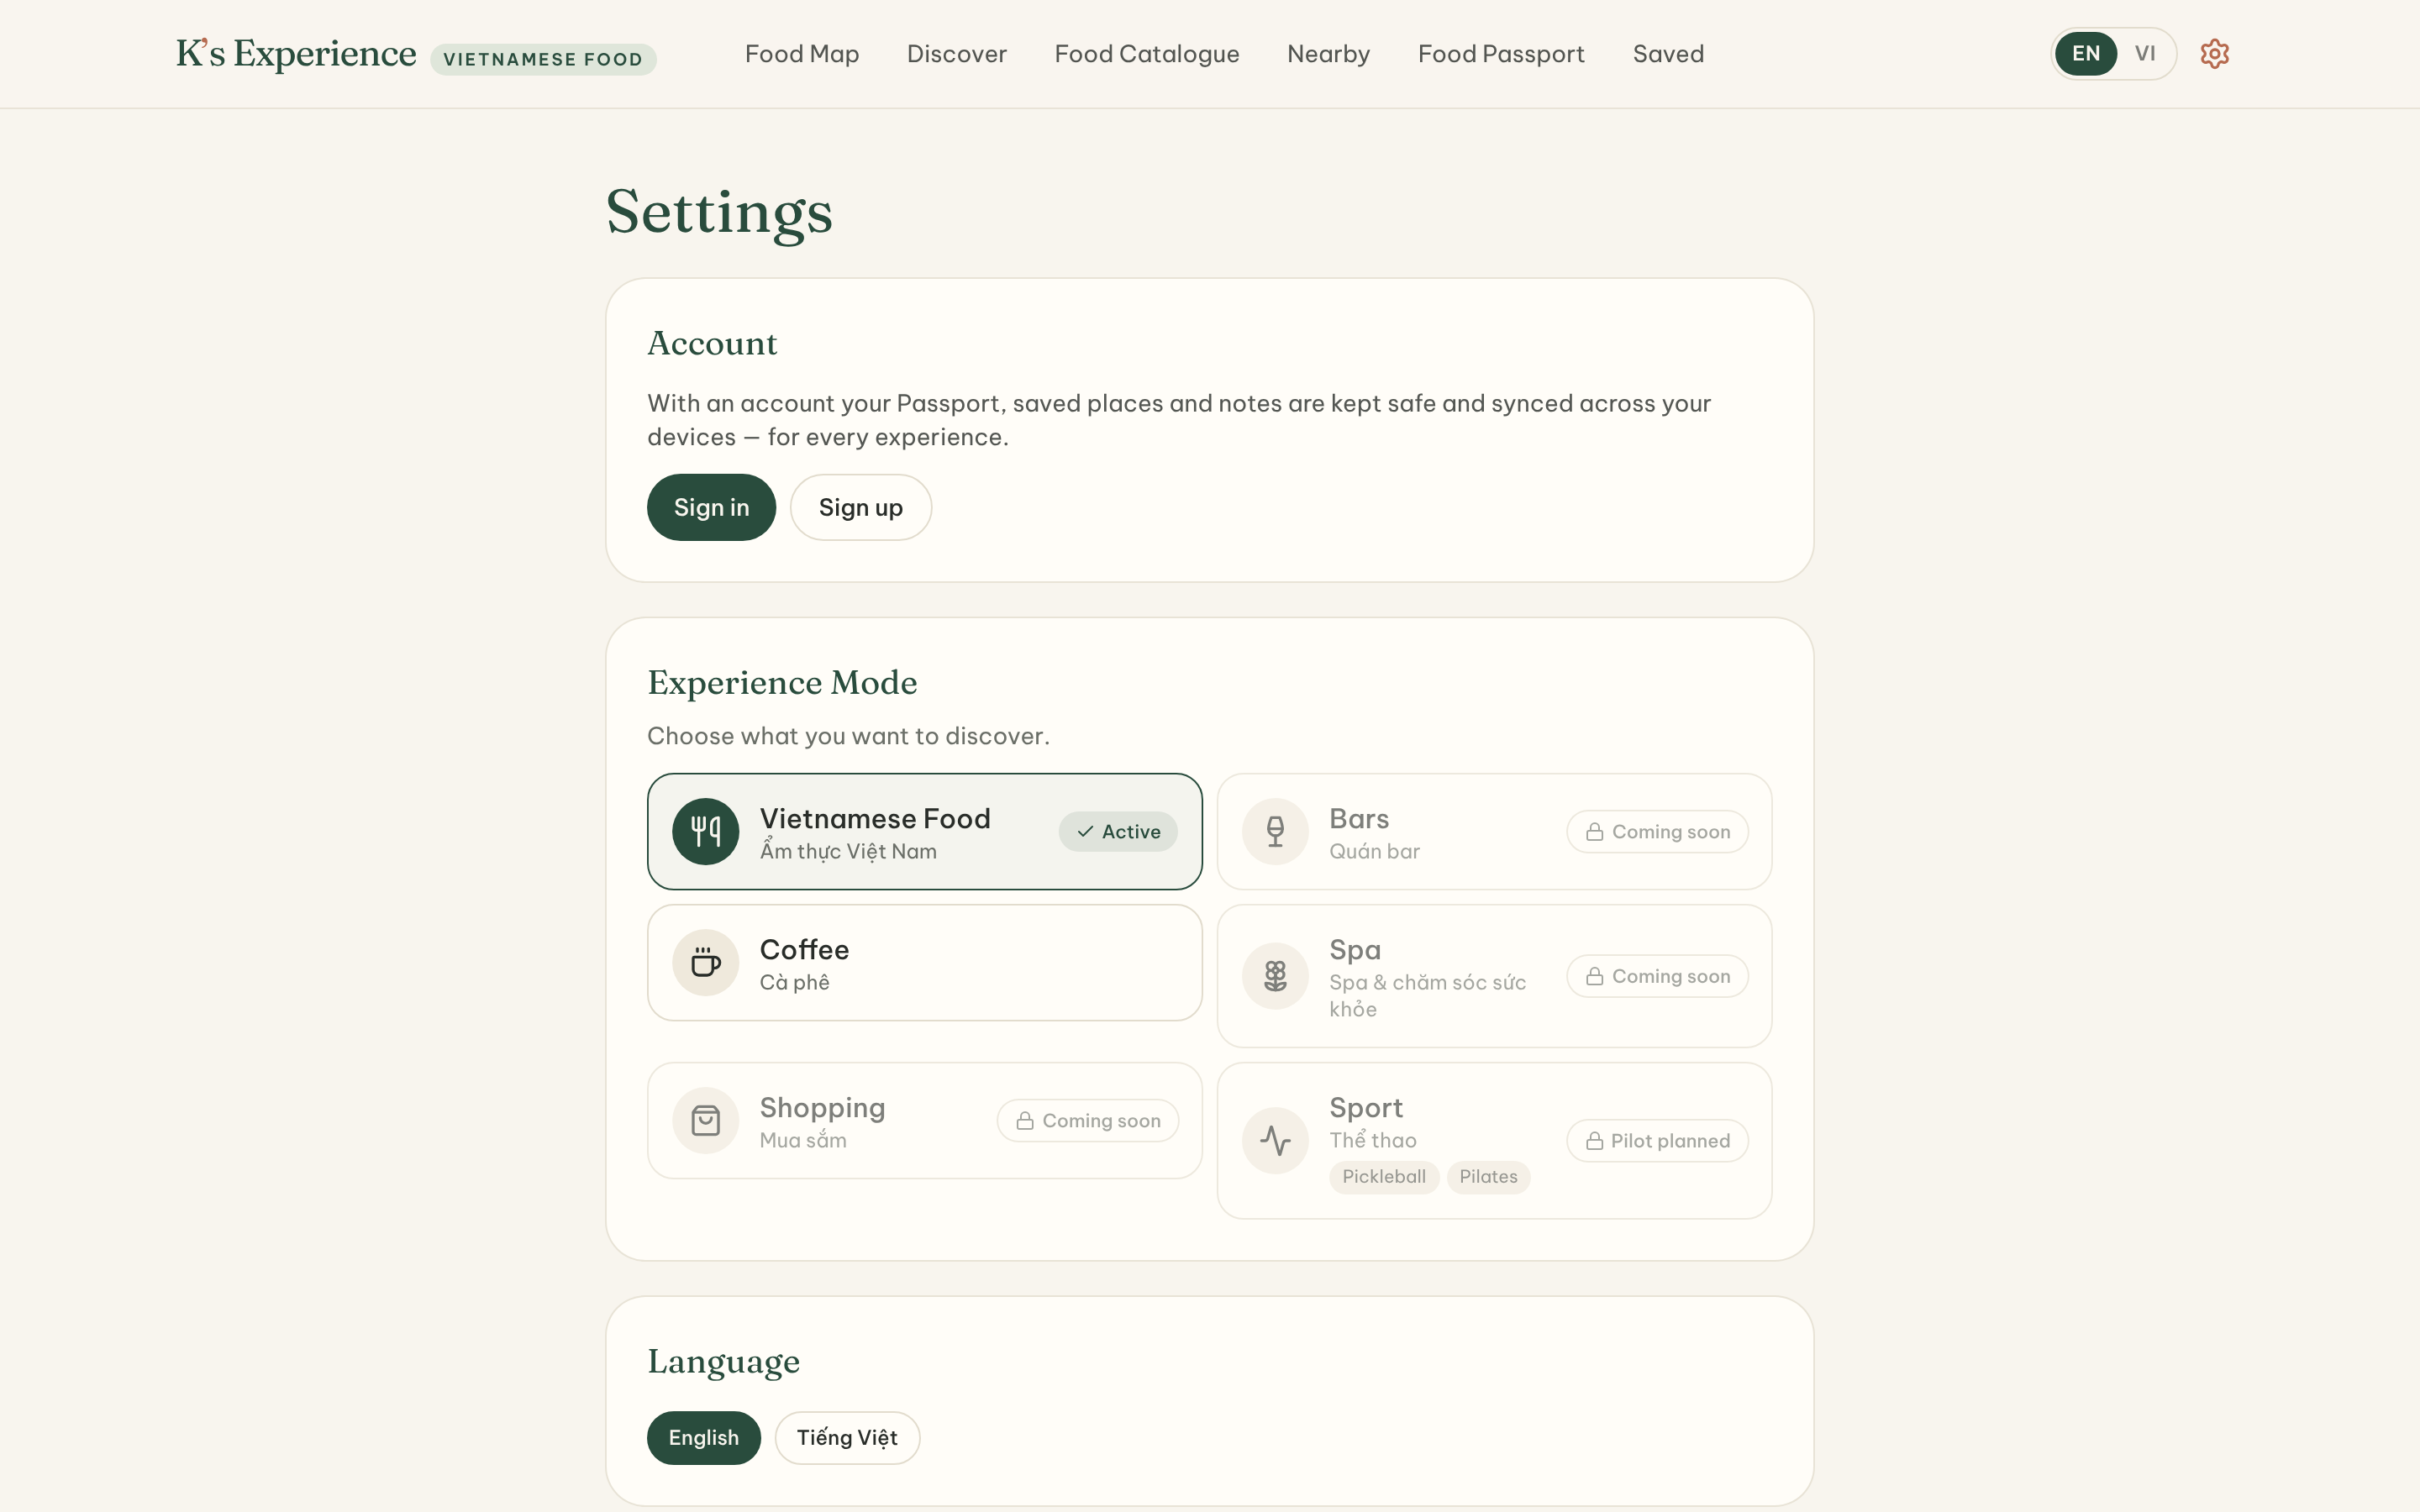 K's Experience
VIETNAMESE FOOD
Food Map
Discover
Food Catalogue
Nearby
Food Passport
Saved
EN
VI
Settings
Account
With an account your Passport, saved places and notes are kept safe and synced across your
devices — for every experience.
Sign in
Sign up
Experience Mode
Choose what you want to discover.
Vietnamese Food
Ẩm thực Việt Nam
Active
Bars
Quán bar
Coming soon
Coffee
Cà phê
Spa
Spa & chăm sóc sức
khỏe
Coming soon
Shopping
Mua sắm
Coming soon
Sport
Thể thao
Pickleball
Pilates
Pilot planned
Language
English
Tiếng Việt